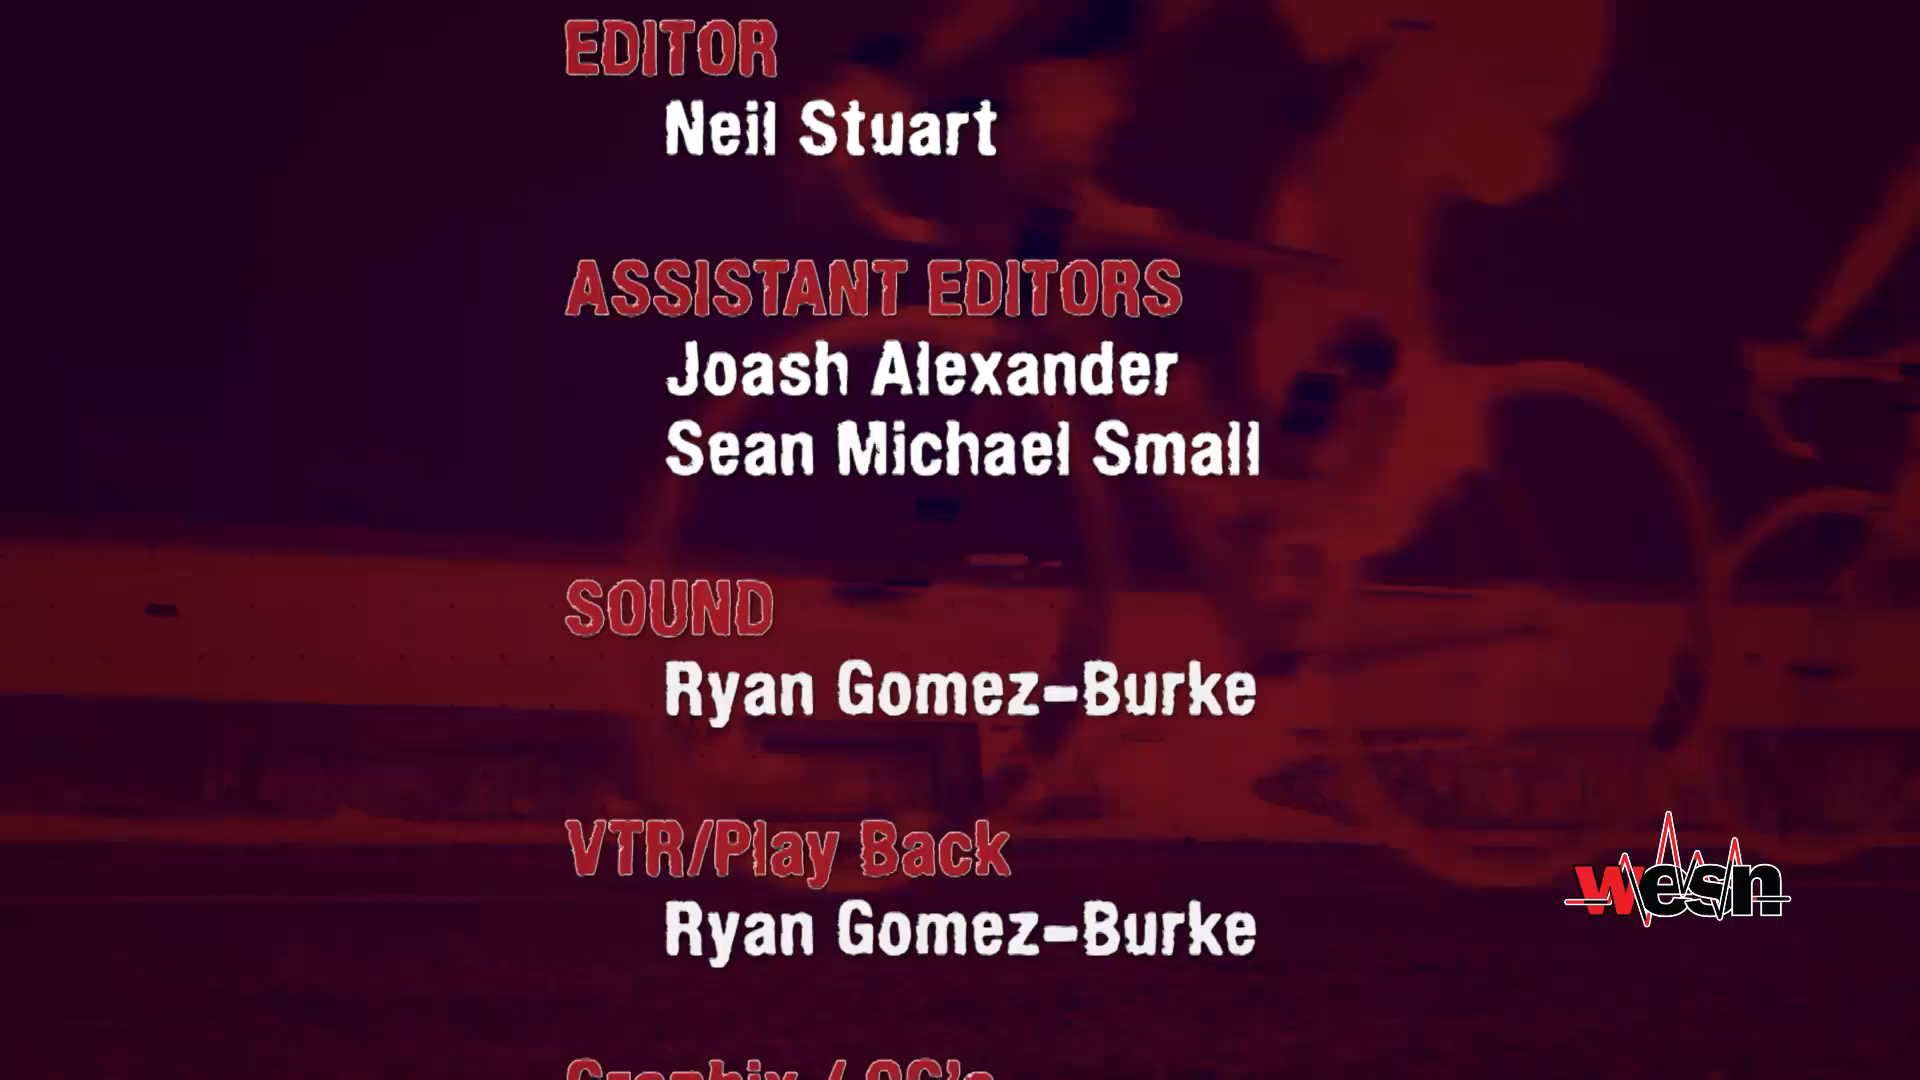 EDITOR
Neil Stuart
ASSISTANT EDITORS
Joash Alexander
Sean Michael Small
SOUND
Ryan Gomez-Burke
VTR/Play Back
Ryan Gomez-Burke
wesn